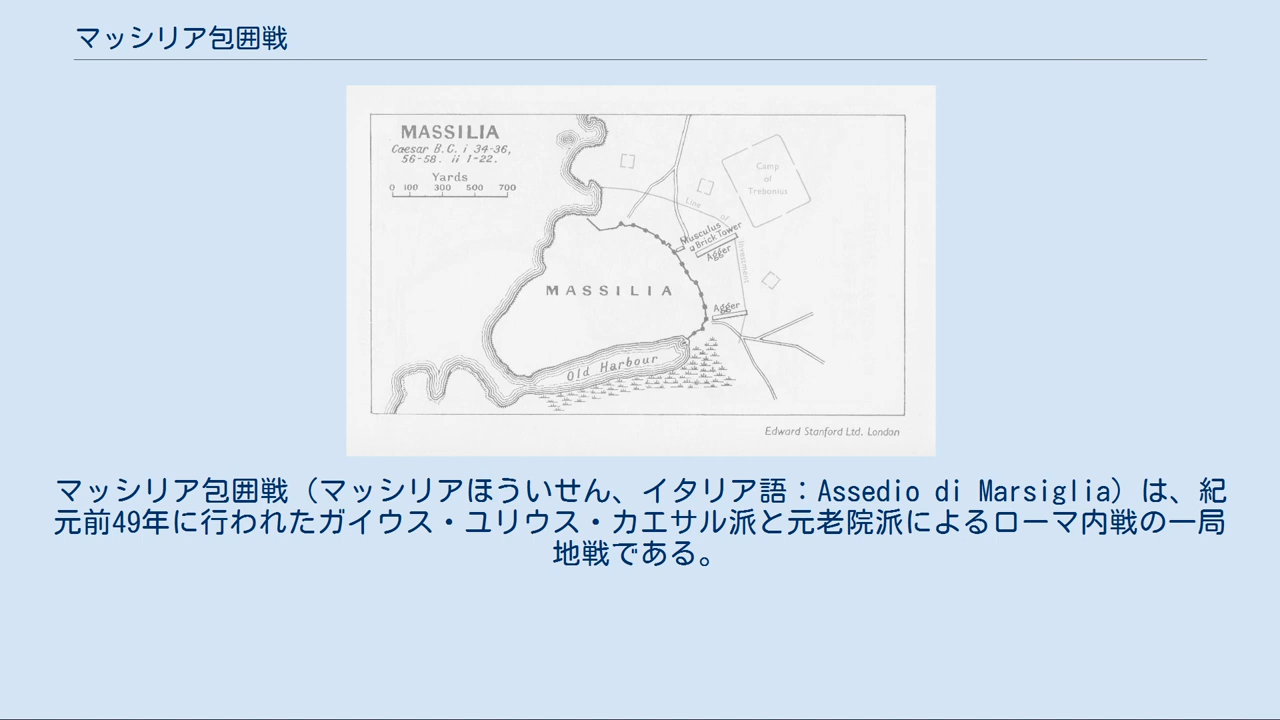 マッシリア包囲戦
MASSILIA
Caesar B.C. i 34-36,
56-58. ii 1-22.
Yards
0 100 300 500 700
Camp
of
Trebonius
Line of Investment
Musculus
Brick Tower
Agger
MASSILIA
Agger
Old Harbour
Edward Stanford Ltd. London
マッシリア包囲戦（マッシリアほういせん、イタリア語：Assedio di Marsiglia）は、紀
元前49年に行われたガイウス・ユリウス・カエサル派と元老院派によるローマ内戦の一局
地戦である。